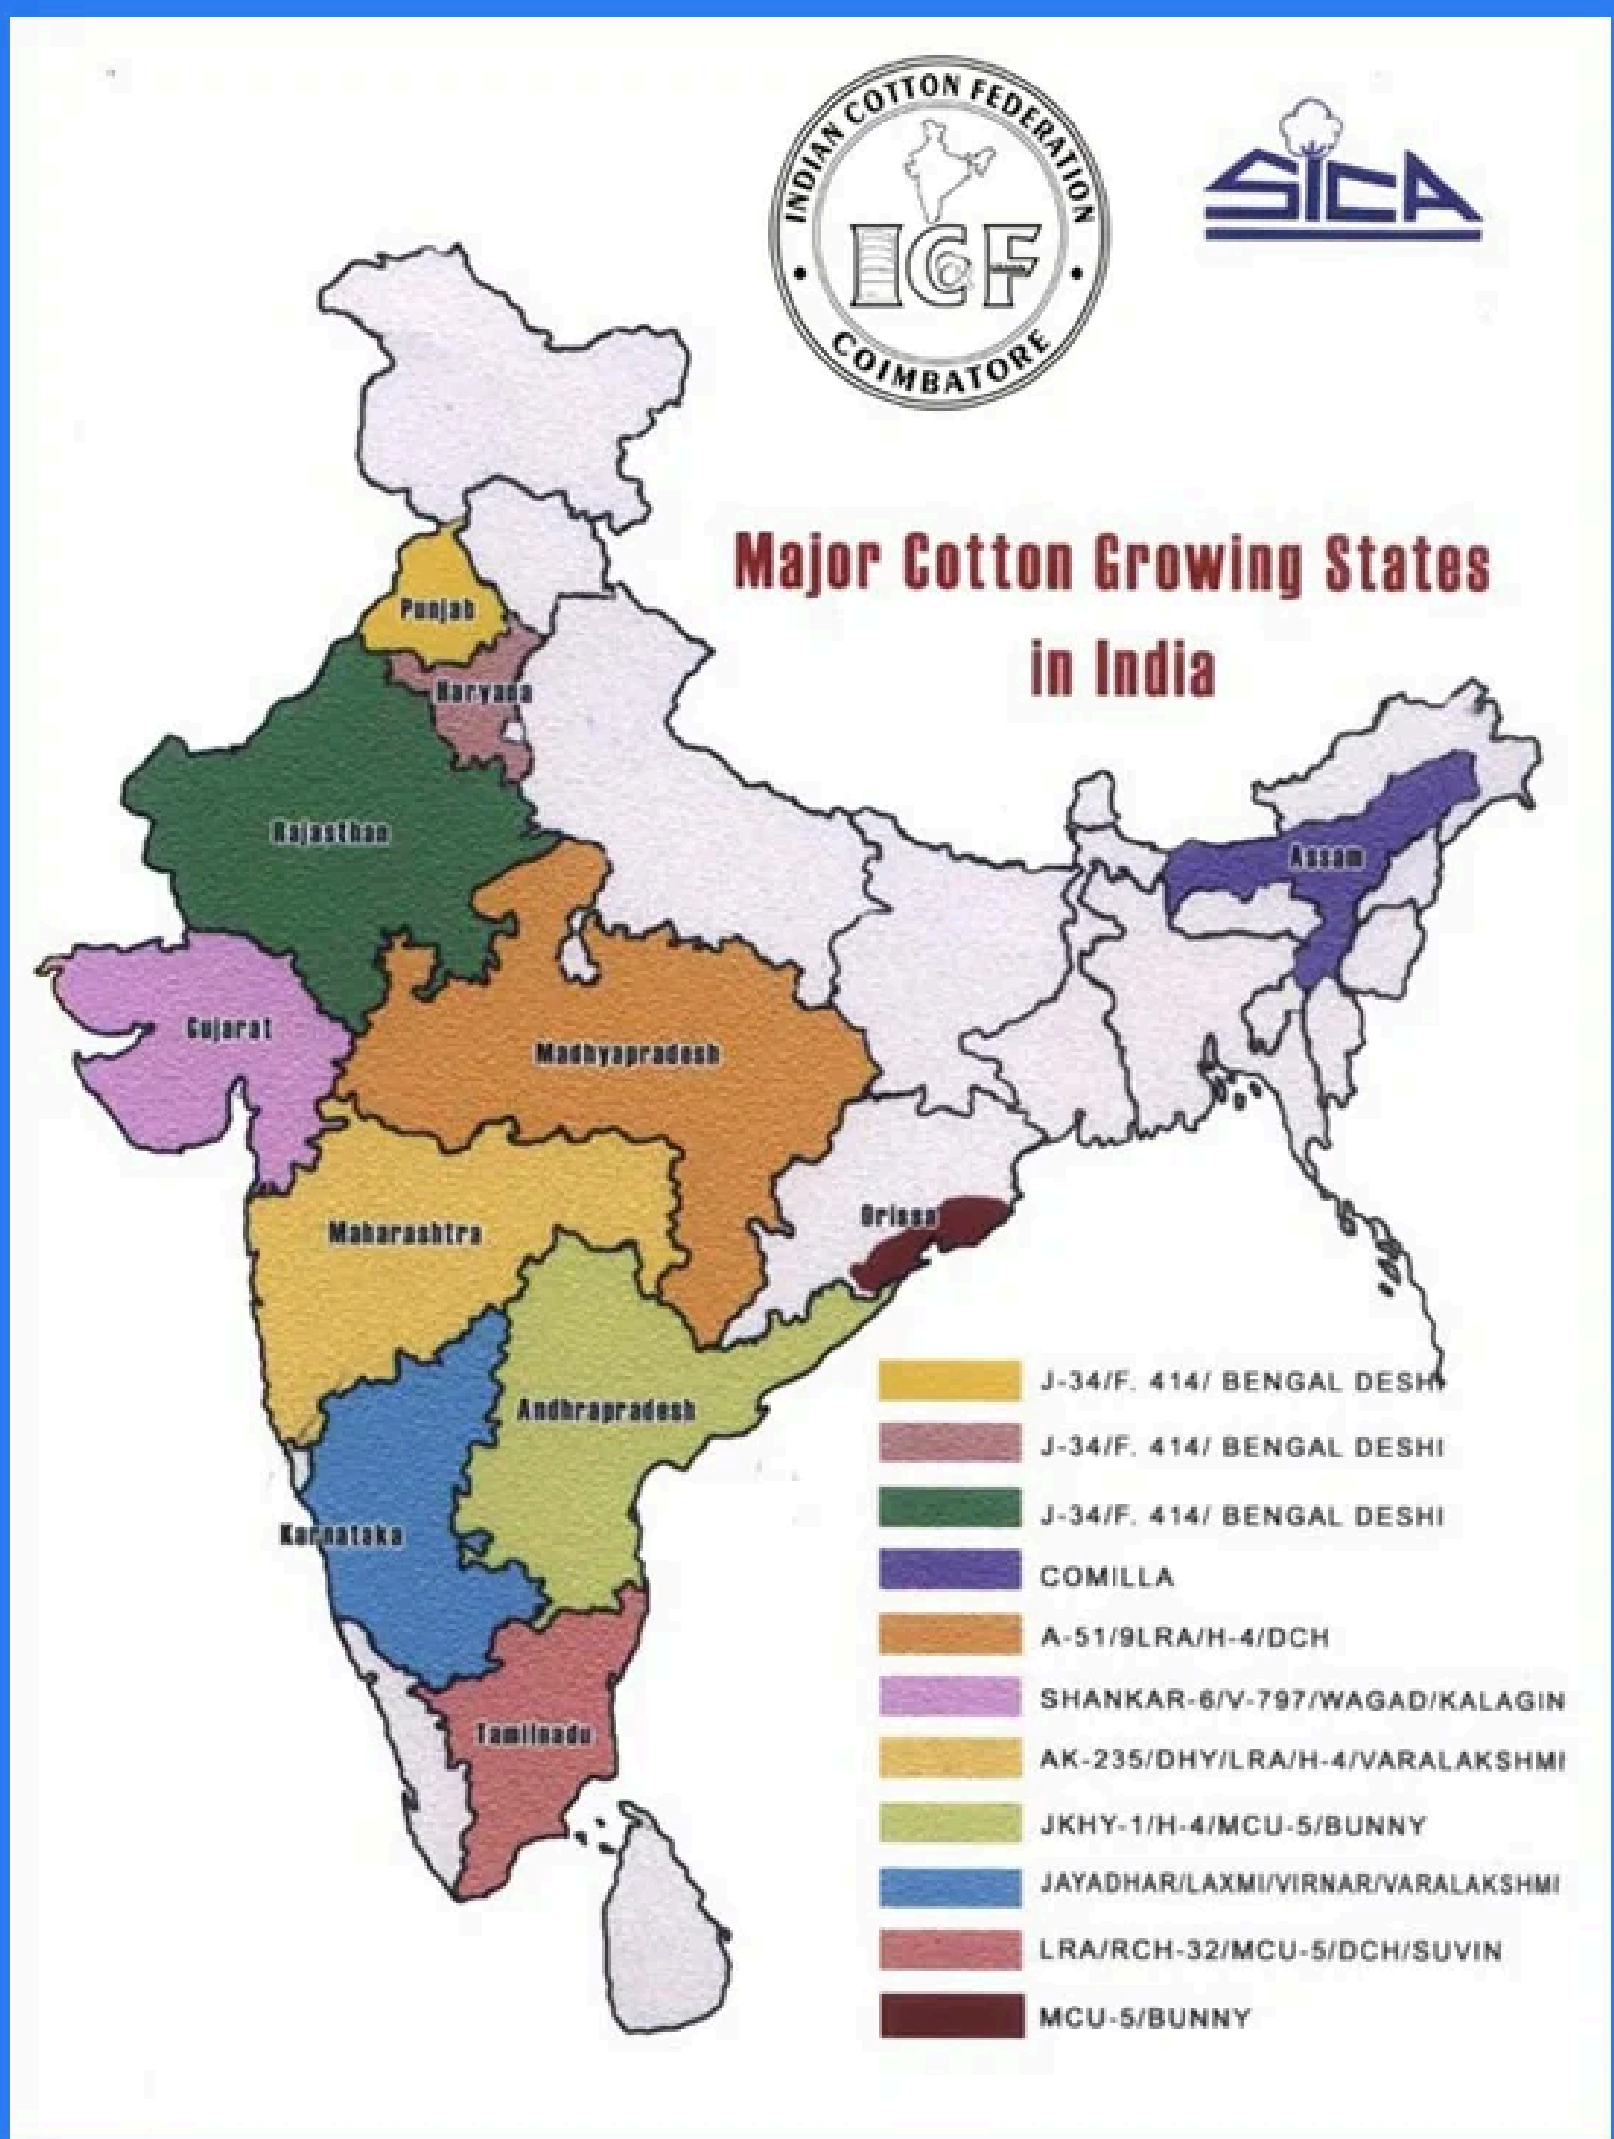 INDIAN COTTON FEDERATION
ICF
COIMBATORE
SICA
Major Cotton Growing States
in India
Punjab
Haryana
Rajasthan
Assam
Gujarat
Madhyapradesh
Orissa
Maharashtra
Andhrapradesh
Karnataka
Tamilnadu
J-34/F. 414/ BENGAL DESHI
J-34/F. 414/ BENGAL DESHI
J-34/F. 414/ BENGAL DESHI
COMILLA
A-51/9LRA/H-4/DCH
SHANKAR-6/V-797/WAGAD/KALAGIN
AK-235/DHY/LRA/H-4/VARALAKSHMI
JKHY-1/H-4/MCU-5/BUNNY
JAYADHAR/LAXMI/VIRNAR/VARALAKSHMI
LRA/RCH-32/MCU-5/DCH/SUVIN
MCU-5/BUNNY